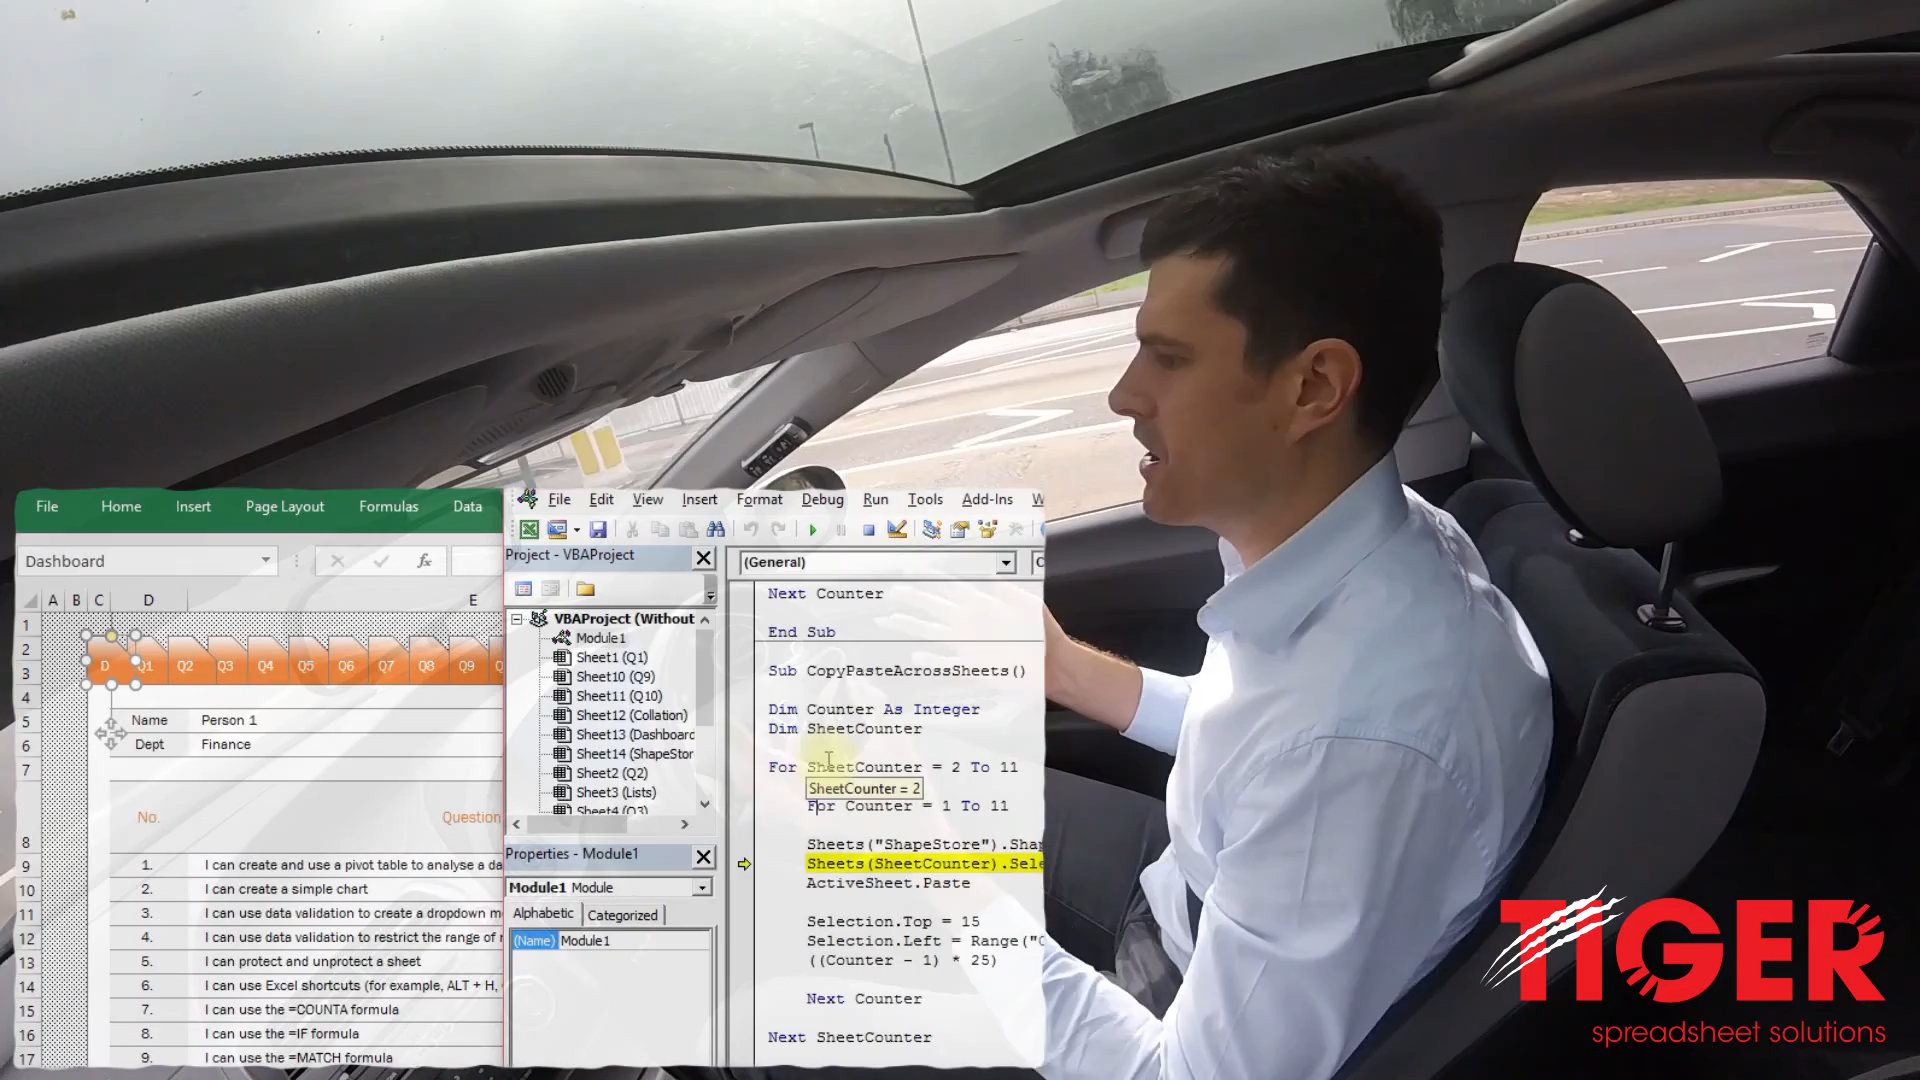 File Home Insert Page Layout Formulas Data
Dashboard
fx
A B C D E
1
2
3
D Q1 Q2 Q3 Q4 Q5 Q6 Q7 Q8 Q9
4
5 Name Person 1
6 Dept Finance
7
8 No. Question
9 1. I can create and use a pivot table to analyse a da
10 2. I can create a simple chart
11 3. I can use data validation to create a dropdown m
12 4. I can use data validation to restrict the range of
13 5. I can protect and unprotect a sheet
14 6. I can use Excel shortcuts (for example, ALT + H,
15 7. I can use the =COUNTA formula
16 8. I can use the =IF formula
17 9. I can use the =MATCH formula
File Edit View Insert Format Debug Run Tools Add-Ins W
Project - VBAProject
VBAProject (Without
Module1
Sheet1 (Q1)
Sheet10 (Q9)
Sheet11 (Q10)
Sheet12 (Collation)
Sheet13 (Dashboard
Sheet14 (ShapeStor
Sheet2 (Q2)
Sheet3 (Lists)
Sheet4 (Q3)
Properties - Module1
Module1 Module
Alphabetic Categorized
(Name) Module1
(General)
Next Counter
End Sub
Sub CopyPasteAcrossSheets()
Dim Counter As Integer
Dim SheetCounter
For SheetCounter = 2 To 11
SheetCounter = 2
For Counter = 1 To 11
Sheets("ShapeStore").Shap
Sheets(SheetCounter).Sele
ActiveSheet.Paste
Selection.Top = 15
Selection.Left = Range("C
((Counter - 1) * 25)
Next Counter
Next SheetCounter
TIGER
spreadsheet solutions